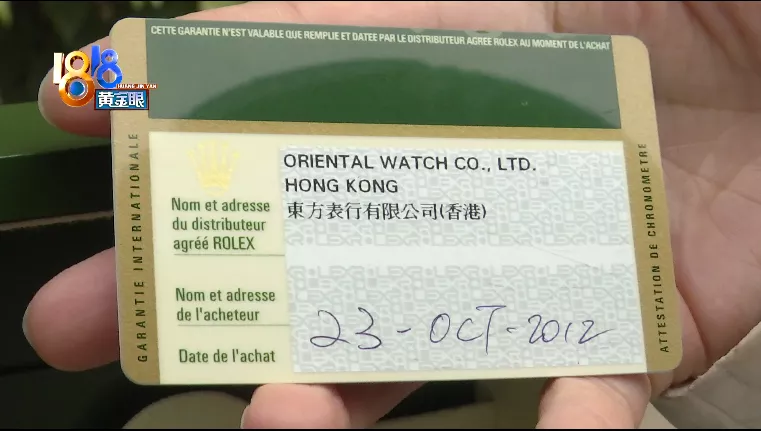 CETTE GARANTIE N'EST VALABLE QUE REMPLIE ET DATEE PAR LE DISTRIBUTEUR AGREE ROLEX AU MOMENT DE L'ACHAT
1818
HUANG JIN YAN
黄金眼
GARANTIE INTERNATIONALE
ORIENTAL WATCH CO., LTD.
HONG KONG
東方表行有限公司(香港)
Nom et adresse
du distributeur
agréé ROLEX
Nom et adresse
de l'acheteur
Date de l'achat
23-OCT-2012
ATTESTATION DE CHRONOMETRE